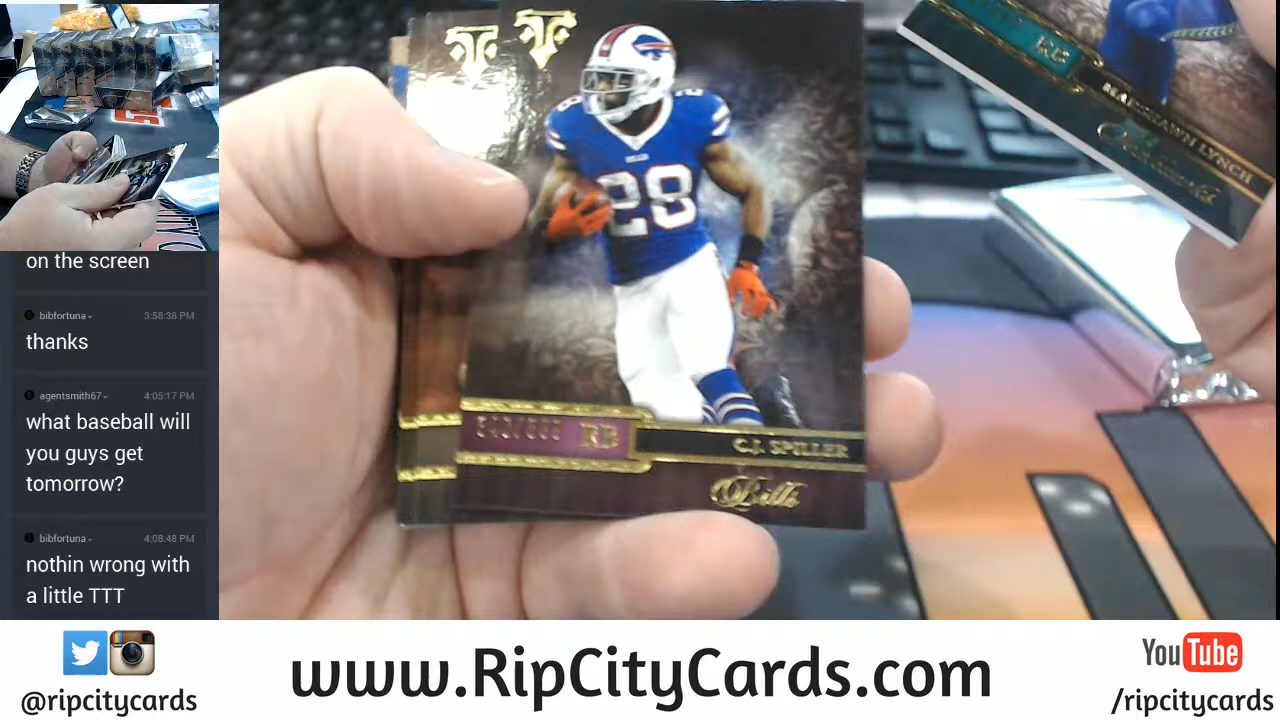 on the screen
bibfortuna - 3:58:38 PM
thanks
agentsmith67 - 4:05:17 PM
what baseball will
you guys get
tomorrow?
bibfortuna - 4:08:48 PM
nothin wrong with
a little TTT
28
28
RB
C.J. SPILLER
Bills
RB
MARSHAWN LYNCH
Seahawks
@ripcitycards
www.RipCityCards.com
YouTube
/ripcitycards